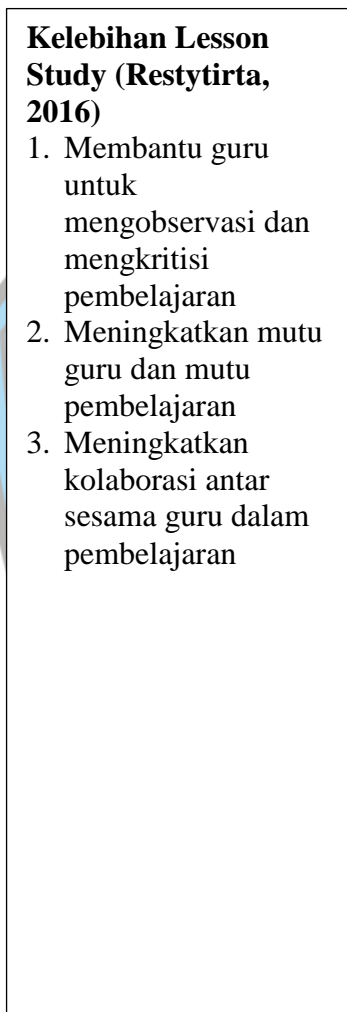 Kelebihan Lesson
Study (Restytirta,
2016)
1. Membantu guru
untuk
mengobservasi dan
mengkritisi
pembelajaran
2. Meningkatkan mutu
guru dan mutu
pembelajaran
3. Meningkatkan
kolaborasi antar
sesama guru dalam
pembelajaran